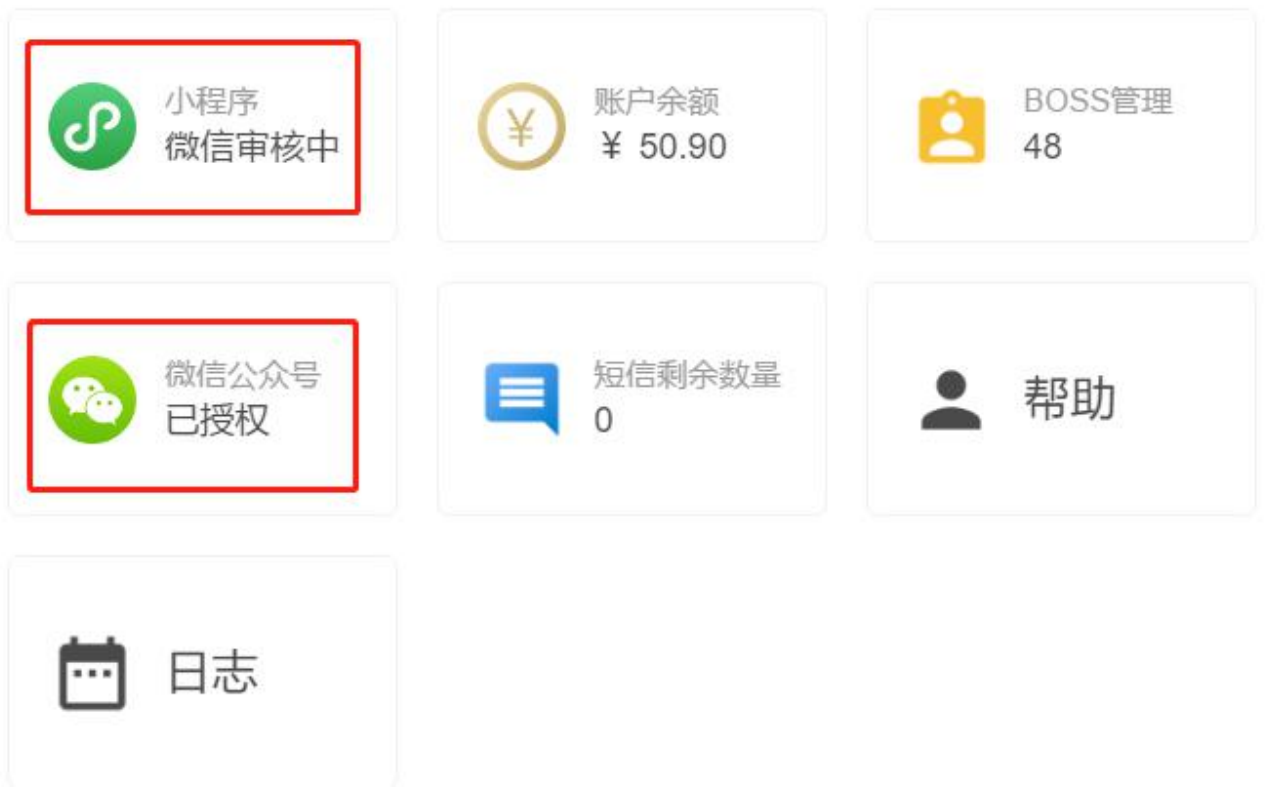 小程序
微信审核中
账户余额
¥ 50.90
BOSS管理
48
微信公众号
已授权
短信剩余数量
0
帮助
日志